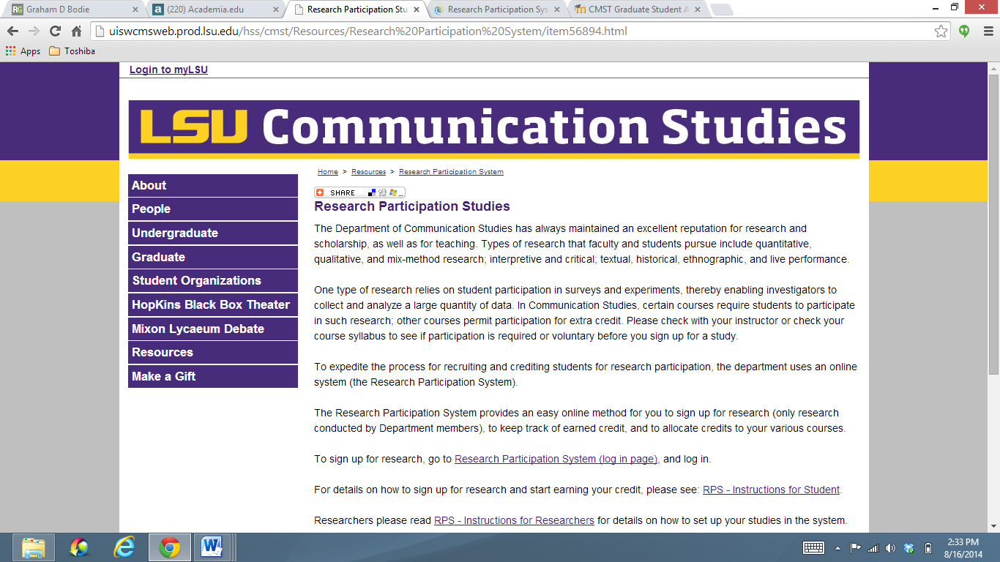 Graham D Bodie
(220) Academia.edu
Research Participation Stu
Research Participation Sys
CMST Graduate Student A
uiswcmsweb.prod.lsu.edu/hss/cmst/Resources/Research%20Participation%20System/item56894.html
Apps Toshiba
Login to myLSU
LSU Communication Studies
Home > Resources > Research Participation System
SHARE ...
About
People
Undergraduate
Graduate
Student Organizations
HopKins Black Box Theater
Mixon Lycaeum Debate
Resources
Make a Gift
Research Participation Studies
The Department of Communication Studies has always maintained an excellent reputation for research and
scholarship, as well as for teaching. Types of research that faculty and students pursue include quantitative,
qualitative, and mix-method research; interpretive and critical; textual, historical, ethnographic, and live performance.
One type of research relies on student participation in surveys and experiments, thereby enabling investigators to
collect and analyze a large quantity of data. In Communication Studies, certain courses require students to participate
in such research; other courses permit participation for extra credit. Please check with your instructor or check your
course syllabus to see if participation is required or voluntary before you sign up for a study.
To expedite the process for recruiting and crediting students for research participation, the department uses an online
system (the Research Participation System).
The Research Participation System provides an easy online method for you to sign up for research (only research
conducted by Department members), to keep track of earned credit, and to allocate credits to your various courses.
To sign up for research, go to Research Participation System (log in page), and log in.
For details on how to sign up for research and start earning your credit, please see: RPS - Instructions for Student.
Researchers please read RPS - Instructions for Researchers for details on how to set up your studies in the system.
2:33 PM
8/16/2014